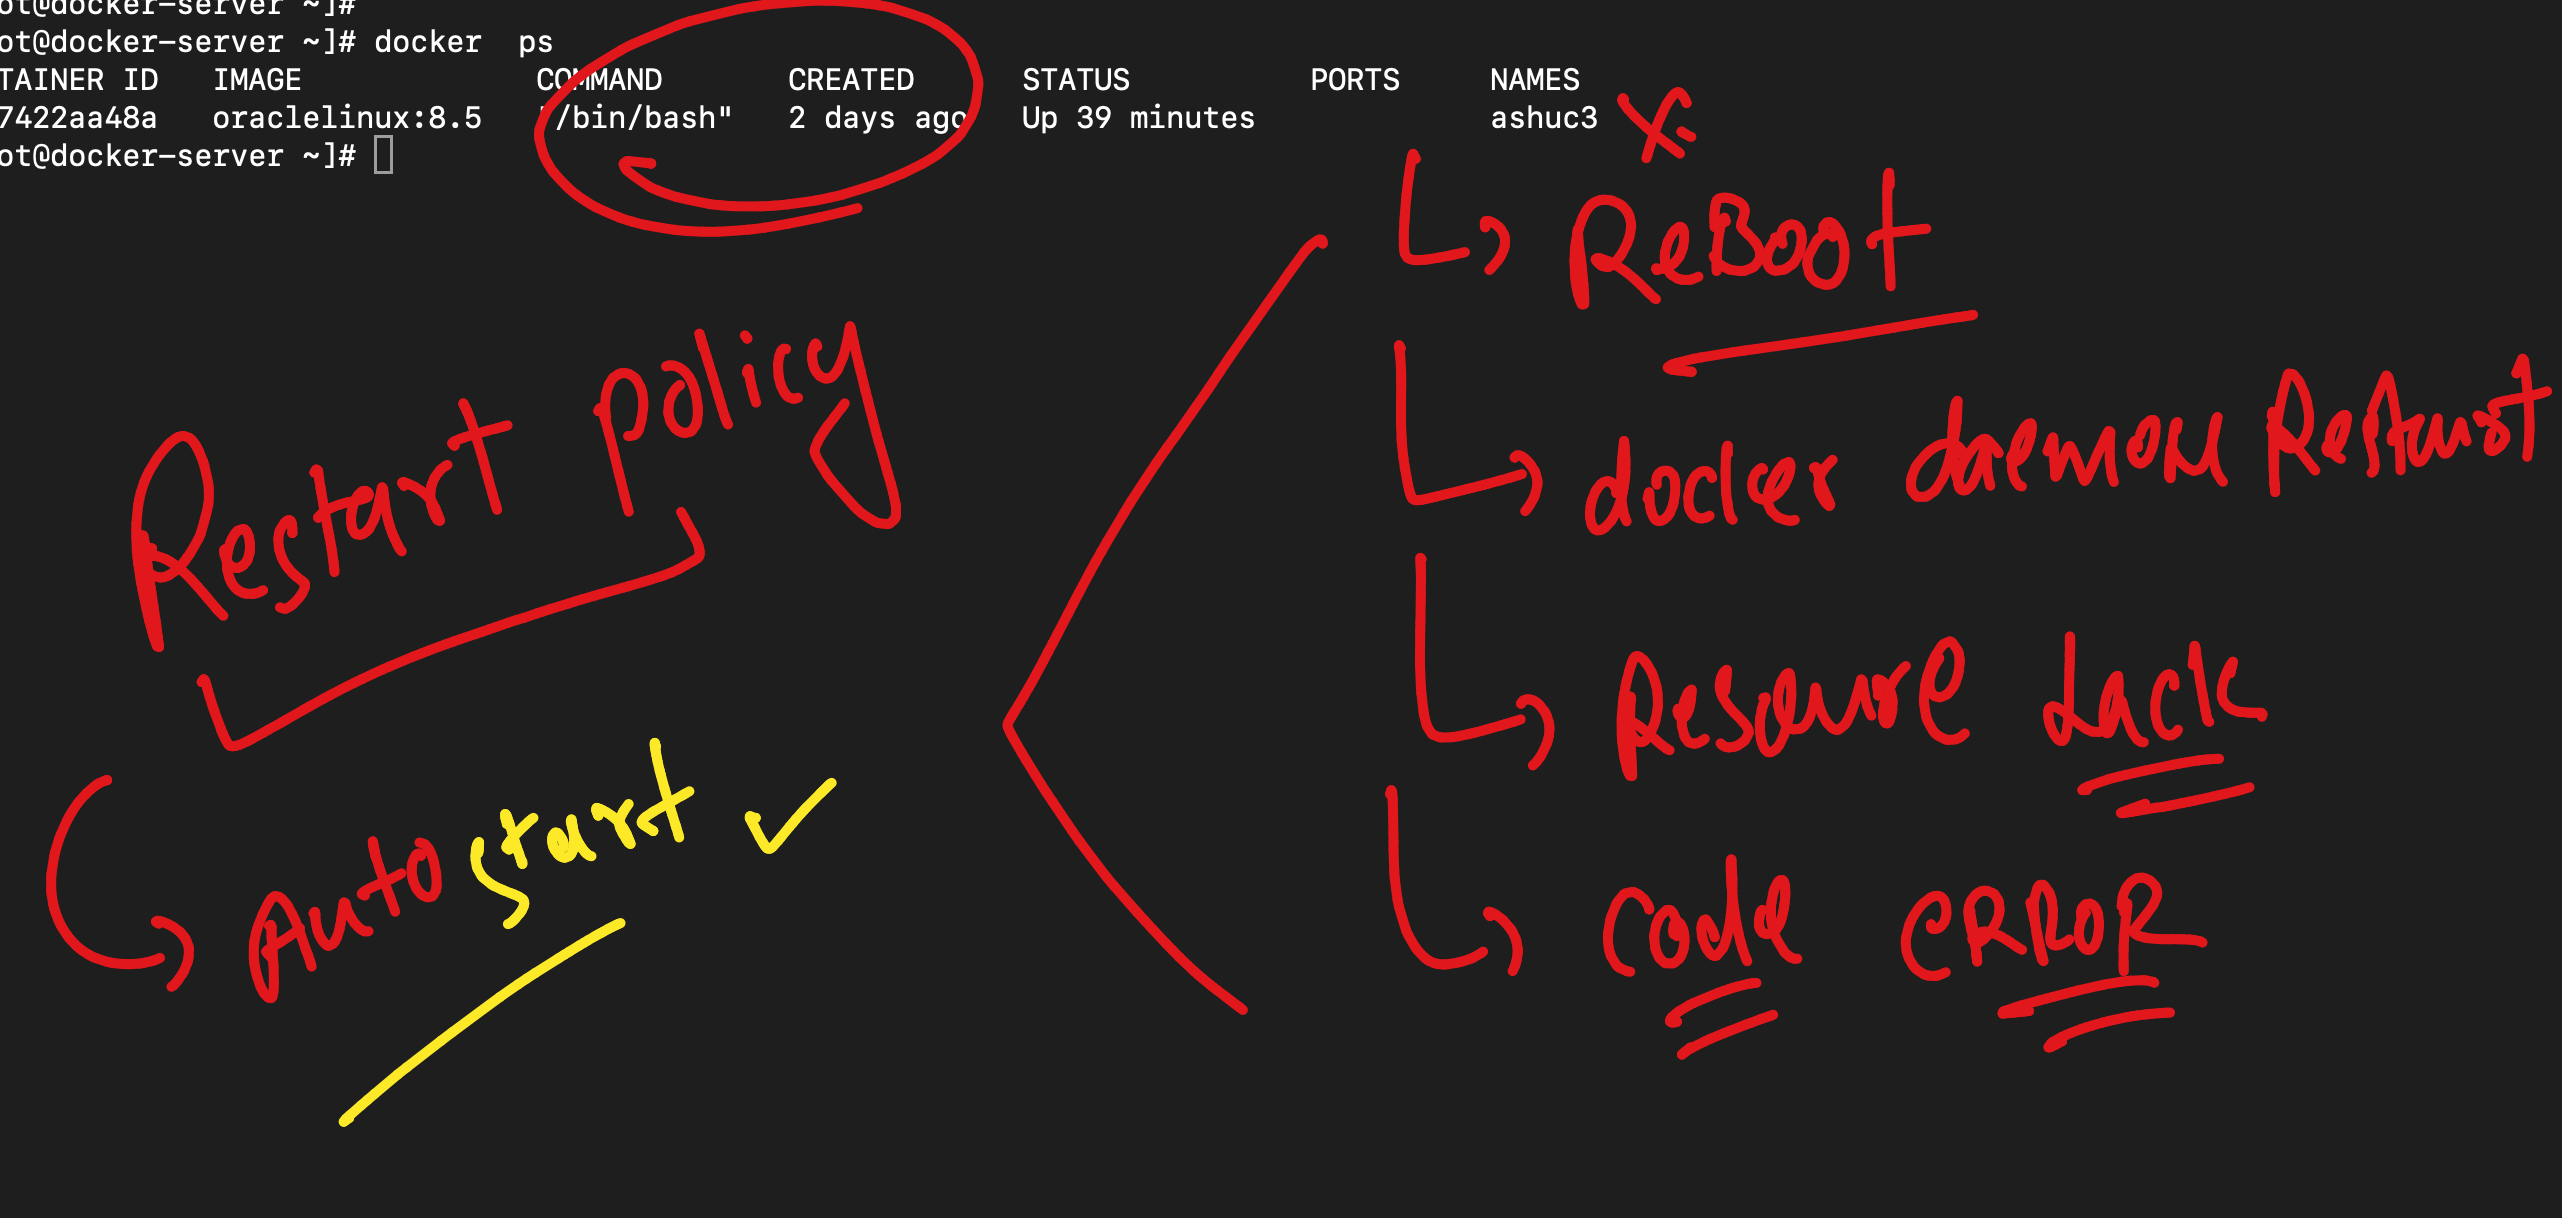 ot@docker-server ~]#
ot@docker-server ~]# docker  ps
TAINER ID   IMAGE             COMMAND       CREATED      STATUS          PORTS     NAMES
7422aa48a   oraclelinux:8.5   "/bin/bash"   2 days ago   Up 39 minutes             ashuc3
ot@docker-server ~]#
ReBoot
Restart policy
docker daemon Restart
Resource Lack
Auto start
code ERROR